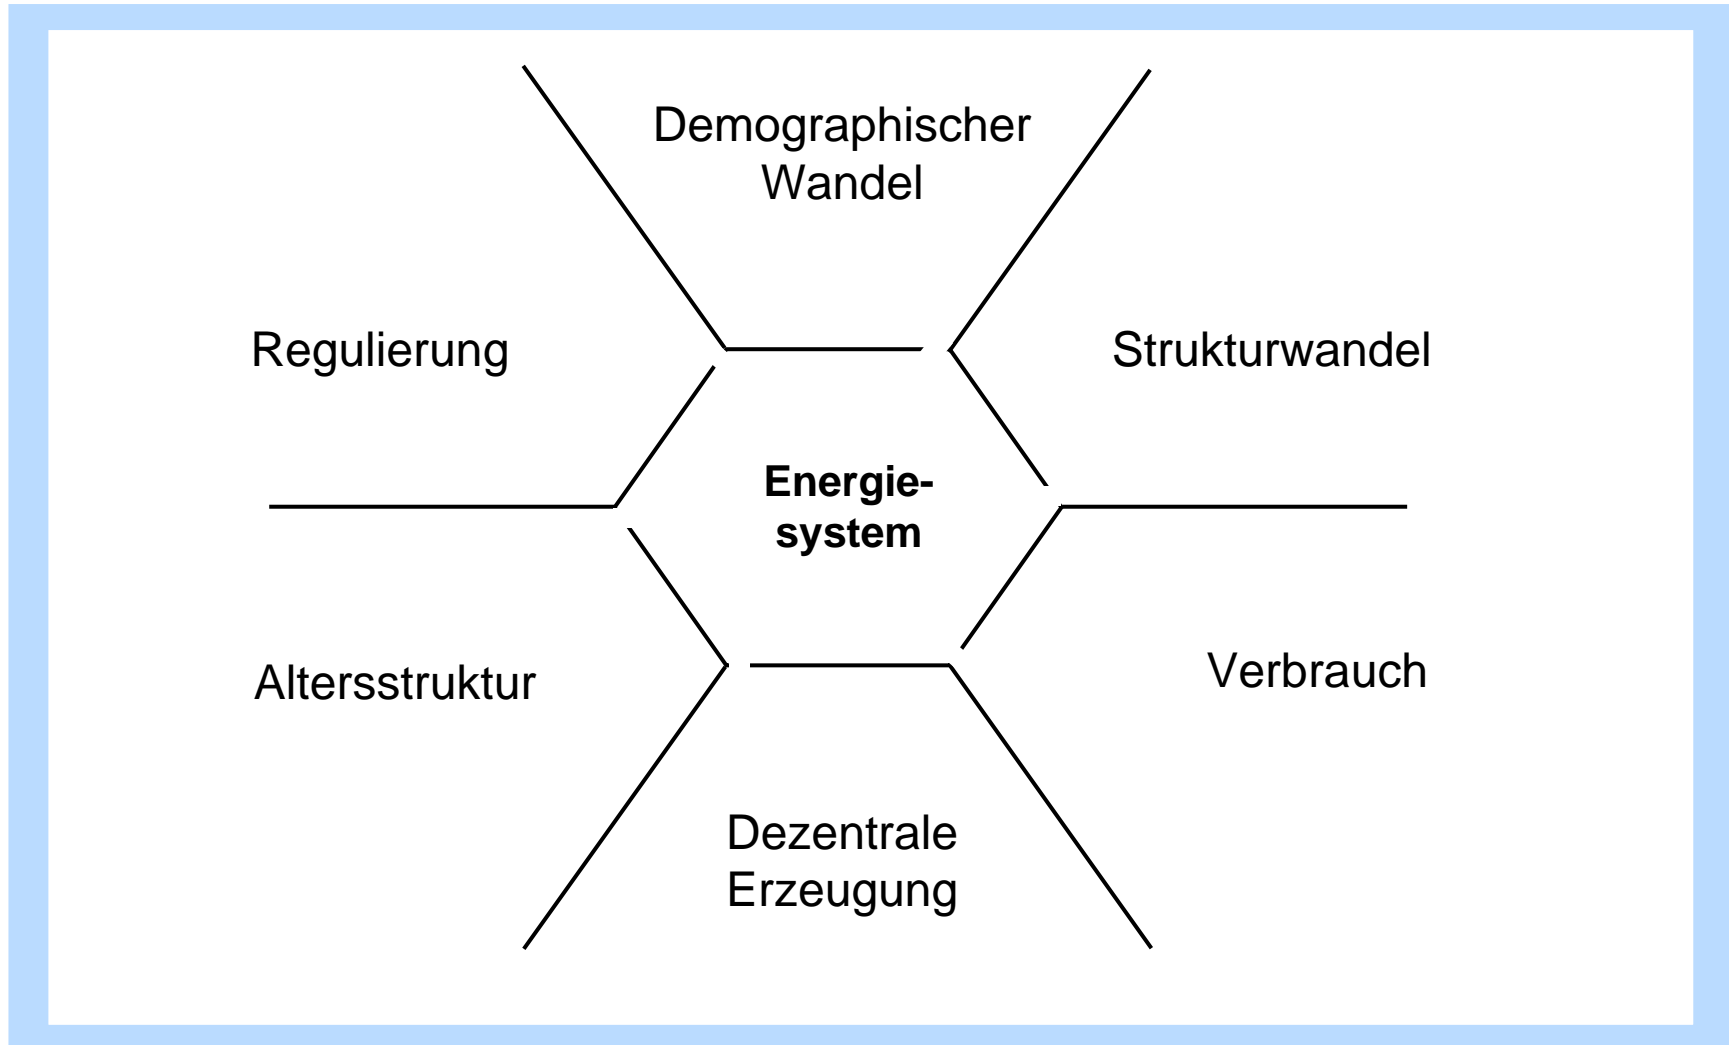 Demographischer
Wandel
Regulierung
Strukturwandel
Energie-
system
Altersstruktur
Verbrauch
Dezentrale
Erzeugung